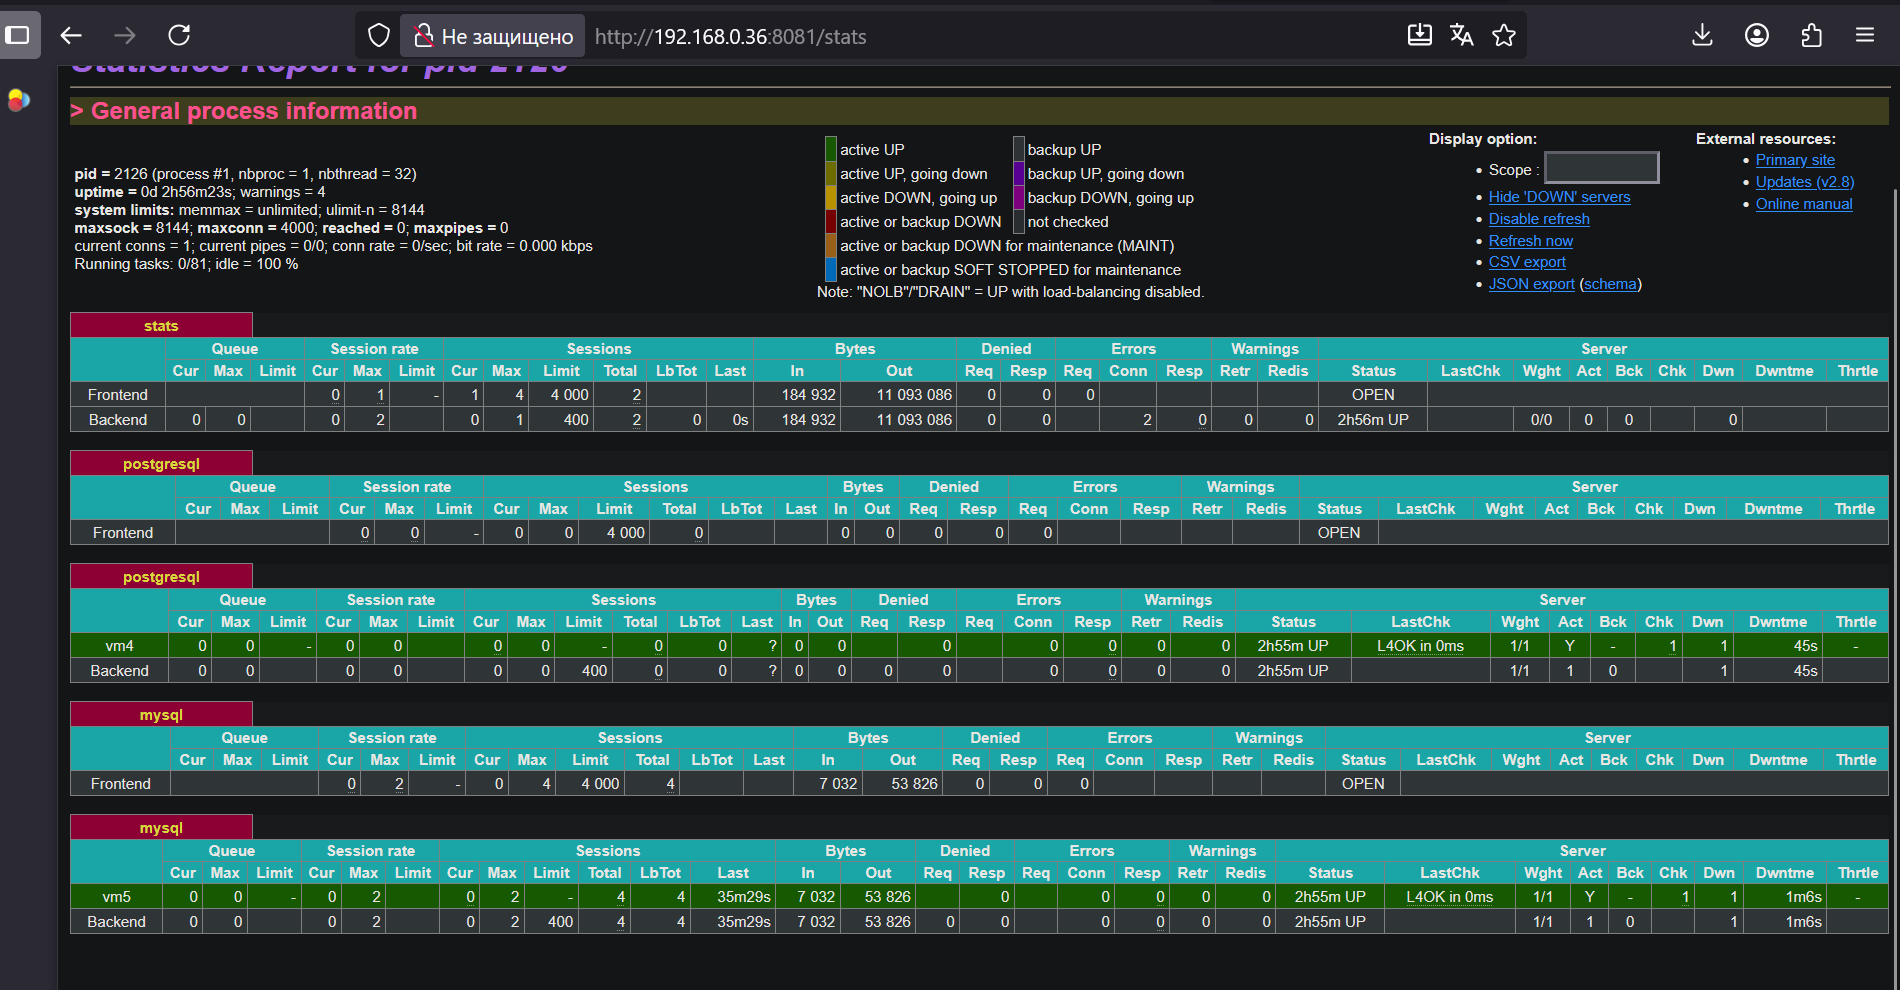 Не защищено http://192.168.0.36:8081/stats
Statistics Report for pid 2126
> General process information
pid = 2126 (process #1, nbproc = 1, nbthread = 32)
uptime = 0d 2h56m23s; warnings = 4
system limits: memmax = unlimited; ulimit-n = 8144
maxsock = 8144; maxconn = 4000; reached = 0; maxpipes = 0
current conns = 1; current pipes = 0/0; conn rate = 0/sec; bit rate = 0.000 kbps
Running tasks: 0/81; idle = 100 %
active UP backup UP
active UP, going down backup UP, going down
active DOWN, going up backup DOWN, going up
active or backup DOWN not checked
active or backup DOWN for maintenance (MAINT)
active or backup SOFT STOPPED for maintenance
Note: "NOLB"/"DRAIN" = UP with load-balancing disabled.
Display option:
• Scope :
• Hide 'DOWN' servers
• Disable refresh
• Refresh now
• CSV export
• JSON export (schema)
External resources:
• Primary site
• Updates (v2.8)
• Online manual
stats
Queue Session rate Sessions Bytes Denied Errors Warnings Server
Cur Max Limit Cur Max Limit Cur Max Limit Total LbTot Last In Out Req Resp Req Conn Resp Retr Redis Status LastChk Wght Act Bck Chk Dwn Dwntme Thrtle
Frontend 0 1 - 1 4 4 000 2 184 932 11 093 086 0 0 0 OPEN
Backend 0 0 0 2 0 1 400 2 0 0s 184 932 11 093 086 0 0 2 0 0 0 2h56m UP 0/0 0 0 0
postgresql
Queue Session rate Sessions Bytes Denied Errors Warnings Server
Cur Max Limit Cur Max Limit Cur Max Limit Total LbTot Last In Out Req Resp Req Conn Resp Retr Redis Status LastChk Wght Act Bck Chk Dwn Dwntme Thrtle
Frontend 0 0 - 0 0 4 000 0 0 0 0 0 0 OPEN
postgresql
Queue Session rate Sessions Bytes Denied Errors Warnings Server
Cur Max Limit Cur Max Limit Cur Max Limit Total LbTot Last In Out Req Resp Req Conn Resp Retr Redis Status LastChk Wght Act Bck Chk Dwn Dwntme Thrtle
vm4 0 0 - 0 0 0 0 - 0 0 ? 0 0 0 0 0 0 0 2h55m UP L4OK in 0ms 1/1 Y - 1 1 45s -
Backend 0 0 0 0 0 0 400 0 0 ? 0 0 0 0 0 0 0 0 2h55m UP 1/1 1 0 1 45s
mysql
Queue Session rate Sessions Bytes Denied Errors Warnings Server
Cur Max Limit Cur Max Limit Cur Max Limit Total LbTot Last In Out Req Resp Req Conn Resp Retr Redis Status LastChk Wght Act Bck Chk Dwn Dwntme Thrtle
Frontend 0 2 - 0 4 4 000 4 7 032 53 826 0 0 0 OPEN
mysql
Queue Session rate Sessions Bytes Denied Errors Warnings Server
Cur Max Limit Cur Max Limit Cur Max Limit Total LbTot Last In Out Req Resp Req Conn Resp Retr Redis Status LastChk Wght Act Bck Chk Dwn Dwntme Thrtle
vm5 0 0 - 0 2 0 2 - 4 4 35m29s 7 032 53 826 0 0 0 0 0 2h55m UP L4OK in 0ms 1/1 Y - 1 1 1m6s -
Backend 0 0 0 2 0 2 400 4 4 35m29s 7 032 53 826 0 0 0 0 0 0 2h55m UP 1/1 1 0 1 1m6s